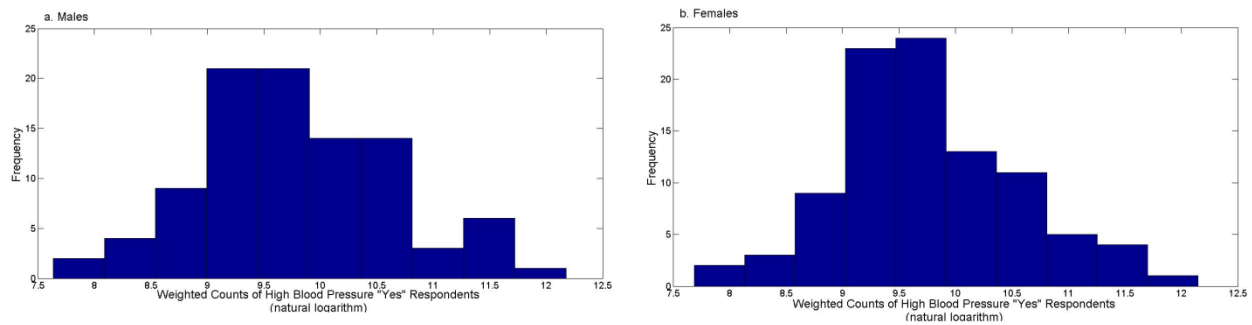 a. Males
25
20
15
10
5
0
Frequency
7.5 8 8.5 9 9.5 10 10.5 11 11.5 12 12.5
Weighted Counts of High Blood Pressure "Yes" Respondents
(natural logarithm)
b. Females
25
20
15
10
5
0
Frequency
7.5 8 8.5 9 9.5 10 10.5 11 11.5 12 12.5
Weighted Counts of High Blood Pressure "Yes" Respondents
(natural logarithm)